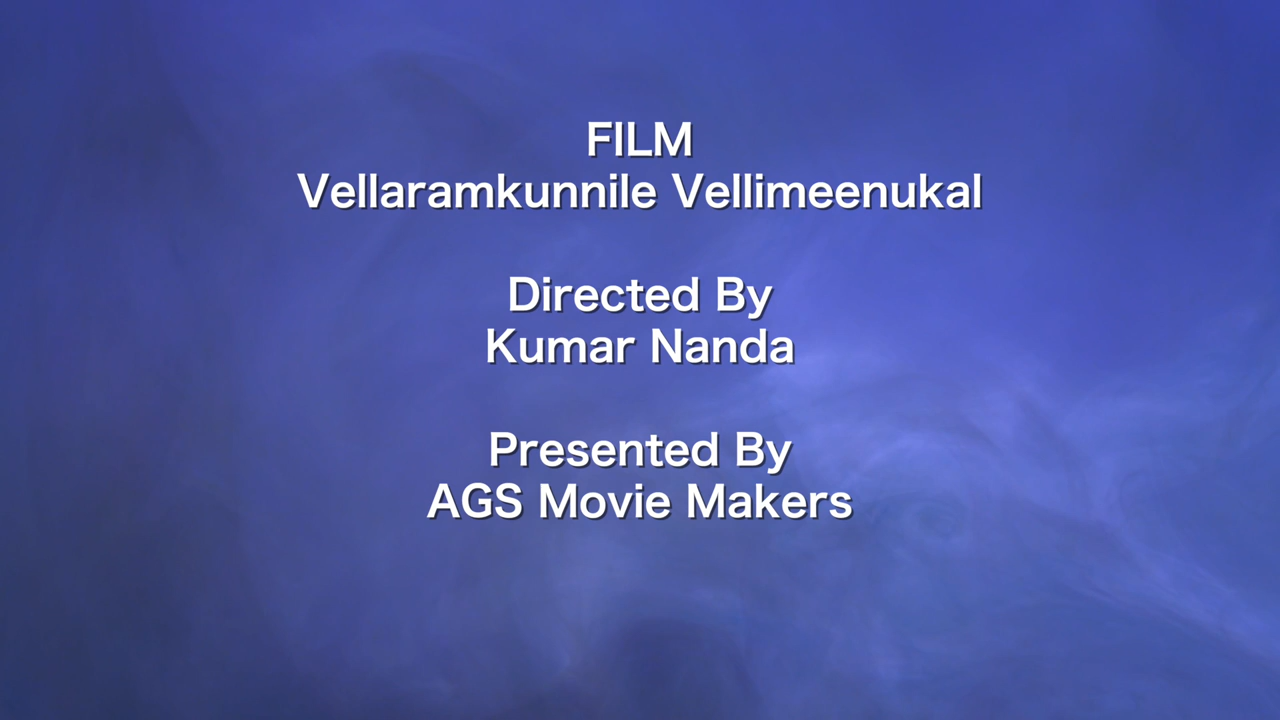 FILM
Vellaramkunnile Vellimeenukal
Directed By
Kumar Nanda
Presented By
AGS Movie Makers